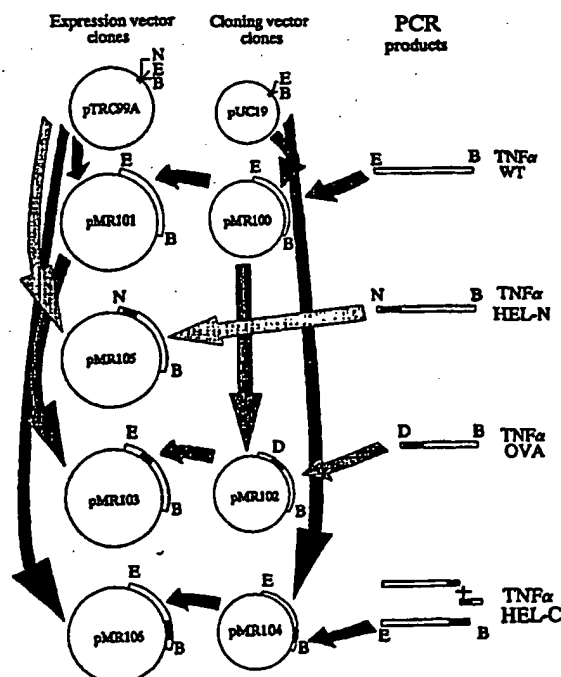 Expression vector clones
Cloning vector clones
PCR products
N
E
B
pTRC99A
E
B
pUC19
E
B
pMR101
E
B
pMR100
E
B
TNFα WT
N
B
pMR105
N
B
TNFα HEL-N
E
B
pMR103
D
B
pMR102
D
B
TNFα OVA
E
B
pMR106
E
B
pMR104
+
E
B
TNFα HEL-C